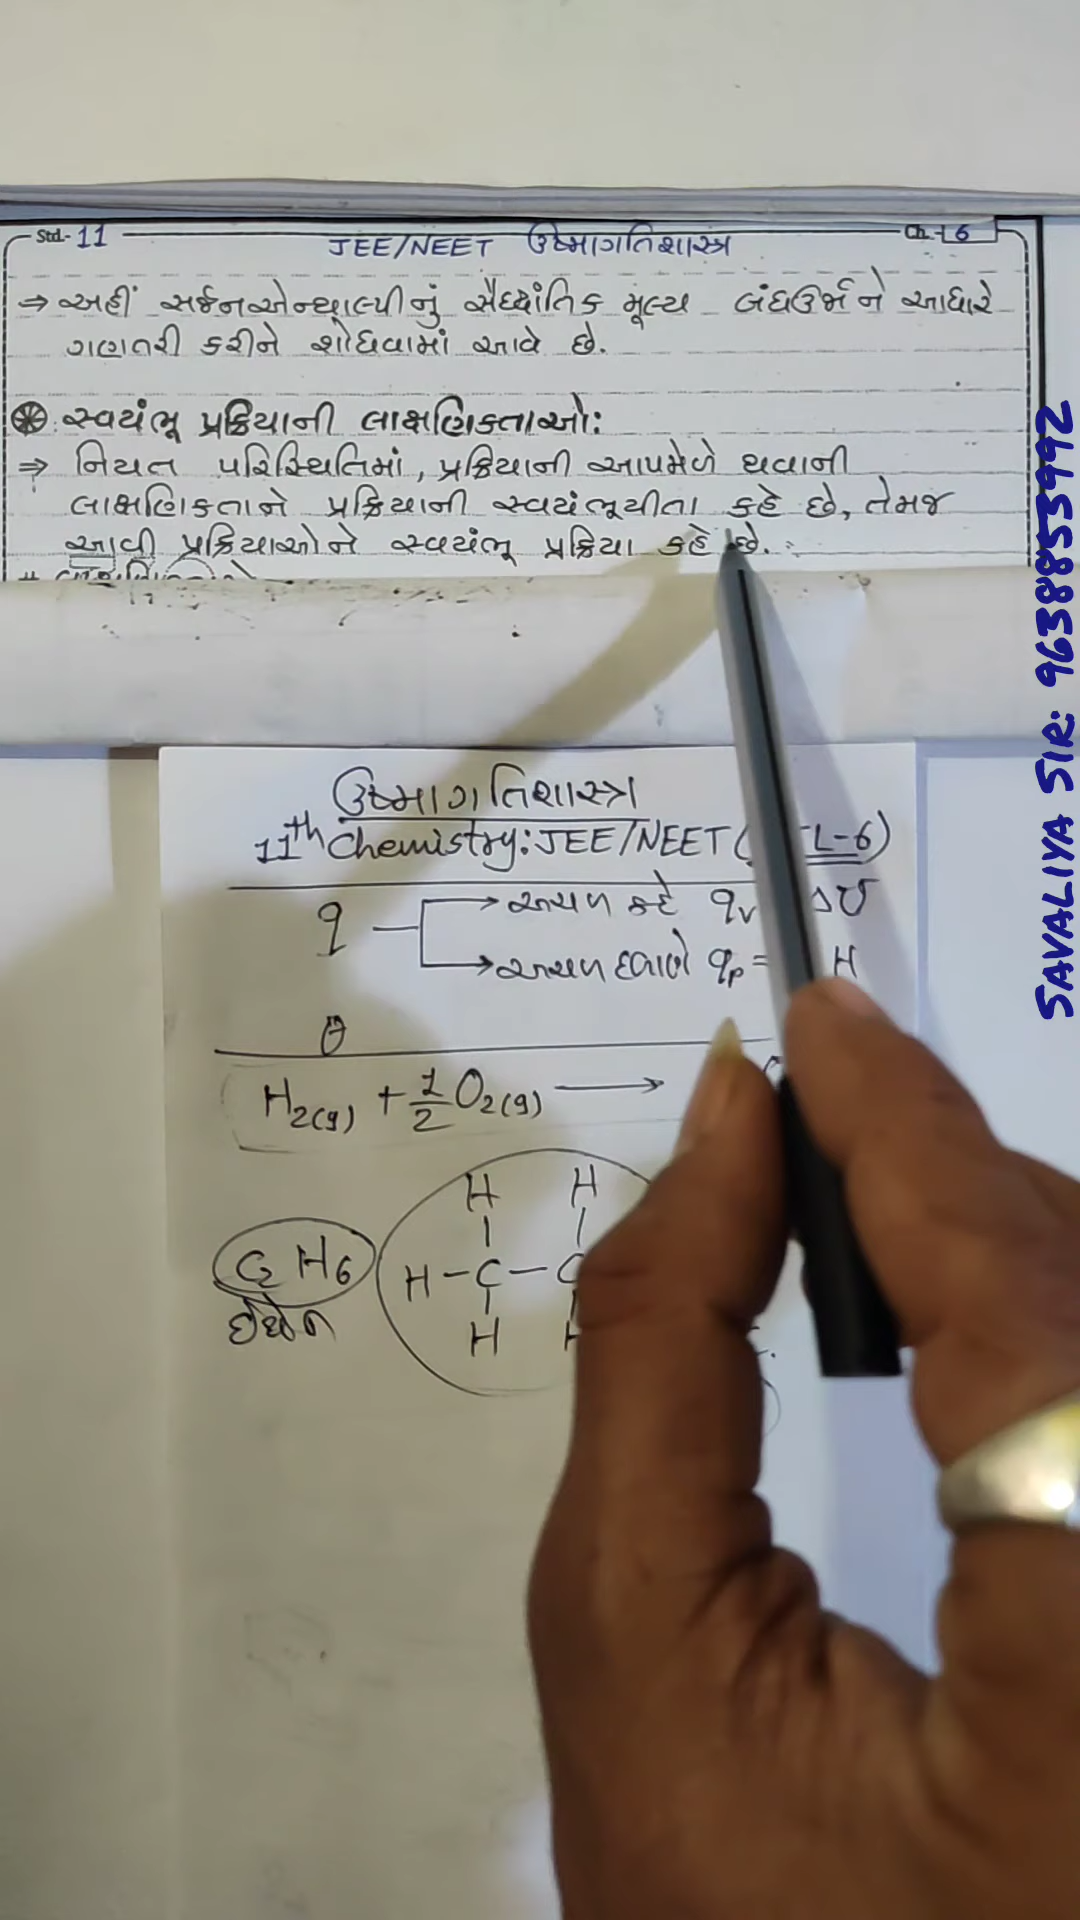 Std.- 11
JEE/NEET ઉષ્માગતિશાસ્ત્ર
Ch.- 6
⇒ અહીં સર્જનએન્થાલ્પીનું સૈધ્ધાંતિક મૂલ્ય બંધઉર્જાને આધારે
ગણતરી કરીને શોધવામાં આવે છે.
સ્વયંભૂ પ્રક્રિયાની લાક્ષણિકતાઓ:
⇒ નિયત પરિસ્થિતિમાં, પ્રક્રિયાની આપમેળે થવાની
લાક્ષણિકતાને પ્રક્રિયાની સ્વયંભૂયીતા કહે છે, તેમજ
આવી પ્રક્રિયાઓને સ્વયંભૂ પ્રક્રિયા કહે છે.
ઉષ્માગતિશાસ્ત્ર
11th Chemistry: JEE/NEET ( L-6)
q → અચળ કદે qv ΔU
→ અચળ દબાણે qp = H
θ
H2(g) + 1/2 O2(g) →
H H
C2H6 H - C - C
ઈથેન H H
SAVALIYA SIR: 9638853992